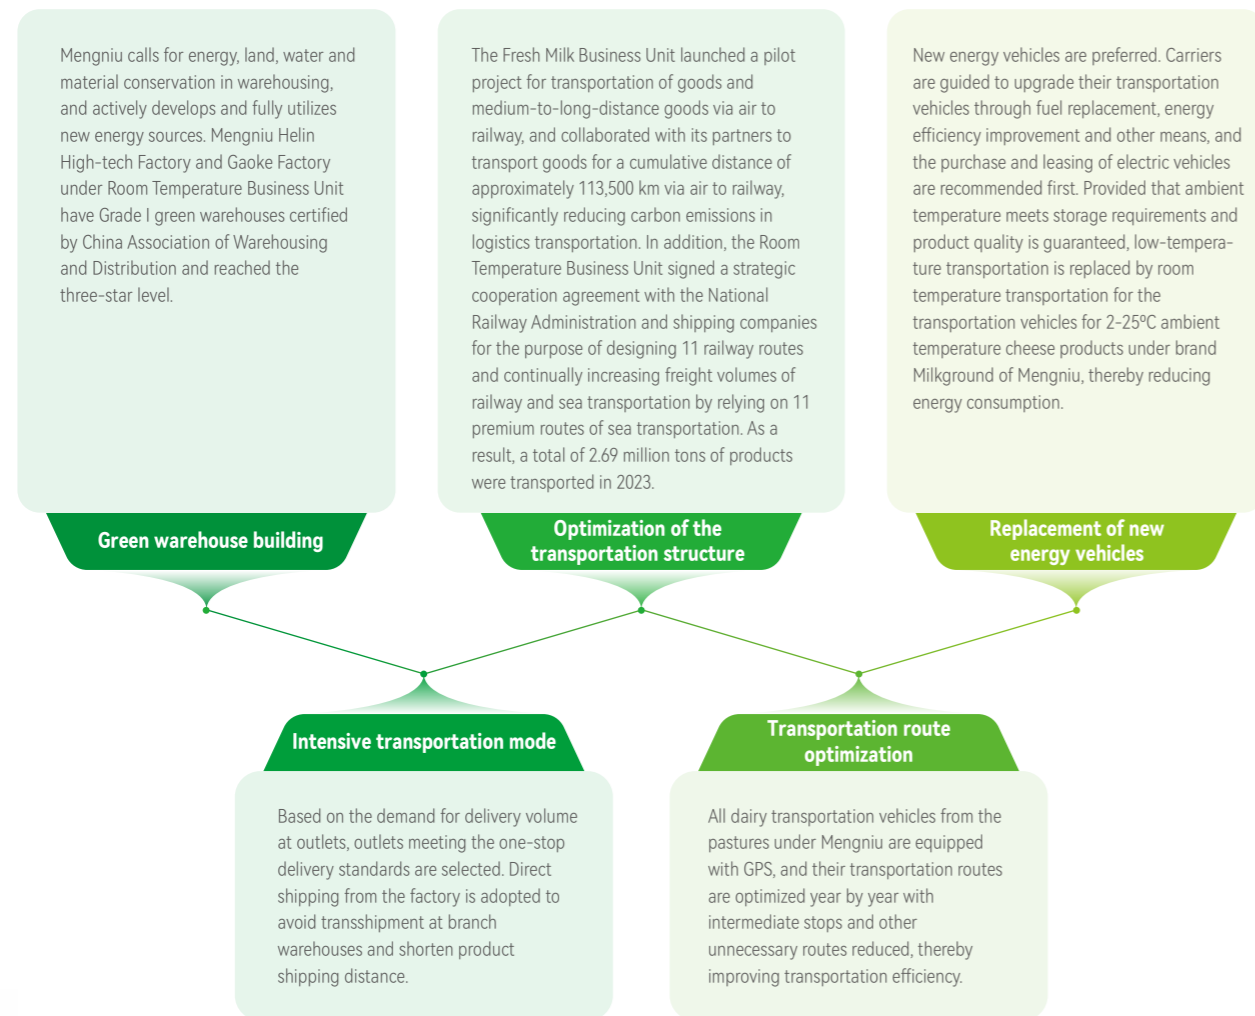 Mengniu calls for energy, land, water and
material conservation in warehousing,
and actively develops and fully utilizes
new energy sources. Mengniu Helin
High-tech Factory and Gaoke Factory
under Room Temperature Business Unit
have Grade I green warehouses certified
by China Association of Warehousing
and Distribution and reached the
three-star level.
Green warehouse building
The Fresh Milk Business Unit launched a pilot
project for transportation of goods and
medium-to-long-distance goods via air to
railway, and collaborated with its partners to
transport goods for a cumulative distance of
approximately 113,500 km via air to railway,
significantly reducing carbon emissions in
logistics transportation. In addition, the Room
Temperature Business Unit signed a strategic
cooperation agreement with the National
Railway Administration and shipping companies
for the purpose of designing 11 railway routes
and continually increasing freight volumes of
railway and sea transportation by relying on 11
premium routes of sea transportation. As a
result, a total of 2.69 million tons of products
were transported in 2023.
Optimization of the
transportation structure
New energy vehicles are preferred. Carriers
are guided to upgrade their transportation
vehicles through fuel replacement, energy
efficiency improvement and other means, and
the purchase and leasing of electric vehicles
are recommended first. Provided that ambient
temperature meets storage requirements and
product quality is guaranteed, low-tempera-
ture transportation is replaced by room
temperature transportation for the
transportation vehicles for 2-25ºC ambient
temperature cheese products under brand
Milkground of Mengniu, thereby reducing
energy consumption.
Replacement of new
energy vehicles
Intensive transportation mode
Based on the demand for delivery volume
at outlets, outlets meeting the one-stop
delivery standards are selected. Direct
shipping from the factory is adopted to
avoid transshipment at branch
warehouses and shorten product
shipping distance.
Transportation route
optimization
All dairy transportation vehicles from the
pastures under Mengniu are equipped
with GPS, and their transportation routes
are optimized year by year with
intermediate stops and other
unnecessary routes reduced, thereby
improving transportation efficiency.